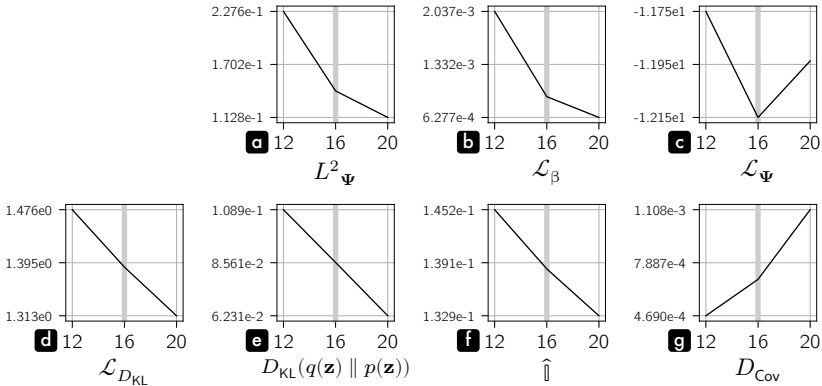 2.276e-1
1.702e-1
1.128e-1
a
12 16 20
L²_Ψ
2.037e-3
1.332e-3
6.277e-4
b
12 16 20
ℒ_β
-1.175e1
-1.195e1
-1.215e1
c
12 16 20
ℒ_Ψ
1.476e0
1.395e0
1.313e0
d
12 16 20
ℒ_{D_KL}
1.089e-1
8.561e-2
6.231e-2
e
12 16 20
D_KL(q(z) ∥ p(z))
1.452e-1
1.391e-1
1.329e-1
f
12 16 20
𝕀̂
1.108e-3
7.887e-4
4.690e-4
g
12 16 20
D_Cov